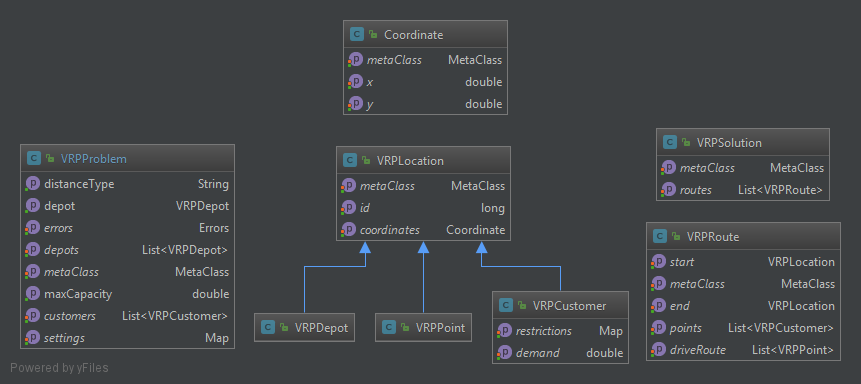 Coordinate
metaClass MetaClass
x double
y double
VRPProblem
distanceType String
depot VRPDepot
errors Errors
depots List<VRPDepot>
metaClass MetaClass
maxCapacity double
customers List<VRPCustomer>
settings Map
VRPLocation
metaClass MetaClass
id long
coordinates Coordinate
VRPSolution
metaClass MetaClass
routes List<VRPRoute>
VRPRoute
start VRPLocation
metaClass MetaClass
end VRPLocation
points List<VRPCustomer>
driveRoute List<VRPPoint>
VRPDepot
VRPPoint
VRPCustomer
restrictions Map
demand double
Powered by yFiles